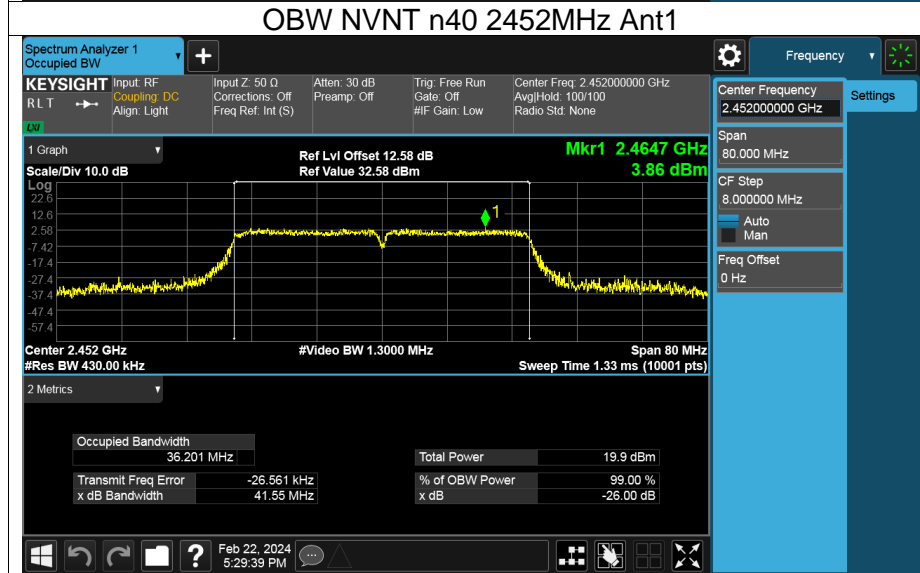 OBW NVNT n40 2452MHz Ant1
Spectrum Analyzer 1
Occupied BW
+
Frequency
KEYSIGHT Input: RF Input Z: 50 Ω Atten: 30 dB Trig: Free Run Center Freq: 2.452000000 GHz
RLT Coupling: DC Corrections: Off Preamp: Off Gate: Off Avg|Hold: 100/100
Align: Light Freq Ref: Int (S) #IF Gain: Low Radio Std: None
LXI
Center Frequency
2.452000000 GHz
Settings
Span
80.000 MHz
CF Step
8.000000 MHz
Auto
Man
Freq Offset
0 Hz
1 Graph
Ref Lvl Offset 12.58 dB
Mkr1 2.4647 GHz
Scale/Div 10.0 dB
Ref Value 32.58 dBm
3.86 dBm
Log
22.6
12.6
2.58
-7.42
-17.4
-27.4
-37.4
-47.4
-57.4
1
Center 2.452 GHz #Video BW 1.3000 MHz Span 80 MHz
#Res BW 430.00 kHz Sweep Time 1.33 ms (10001 pts)
2 Metrics
Occupied Bandwidth
36.201 MHz
Total Power 19.9 dBm
Transmit Freq Error -26.561 kHz
% of OBW Power 99.00 %
x dB Bandwidth 41.55 MHz
x dB -26.00 dB
?
Feb 22, 2024
5:29:39 PM